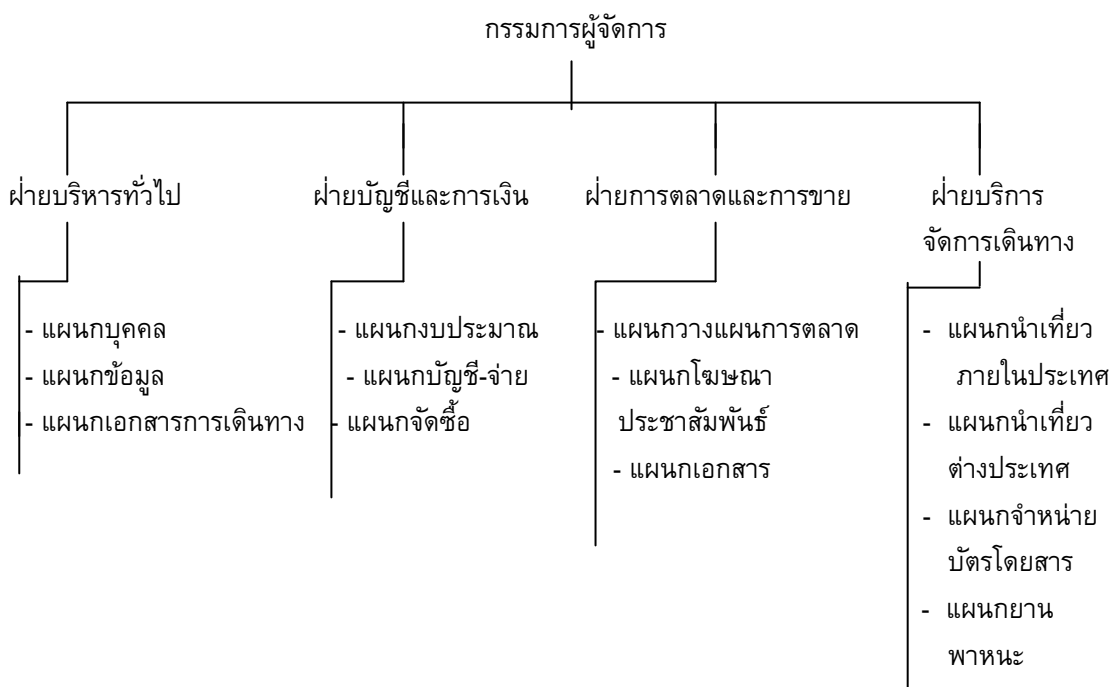 กรรมการผู้จัดการ
ฝ่ายบริหารทั่วไป
- แผนกบุคคล
- แผนกข้อมูล
- แผนกเอกสารการเดินทาง
ฝ่ายบัญชีและการเงิน
- แผนกงบประมาณ
- แผนกบัญชี-จ่าย
- แผนกจัดซื้อ
ฝ่ายการตลาดและการขาย
- แผนกวางแผนการตลาด
- แผนกโฆษณา
ประชาสัมพันธ์
- แผนกเอกสาร
ฝ่ายบริการ
จัดการเดินทาง
- แผนกนำเที่ยว
ภายในประเทศ
- แผนกนำเที่ยว
ต่างประเทศ
- แผนกจำหน่าย
บัตรโดยสาร
- แผนกยาน
พาหนะ